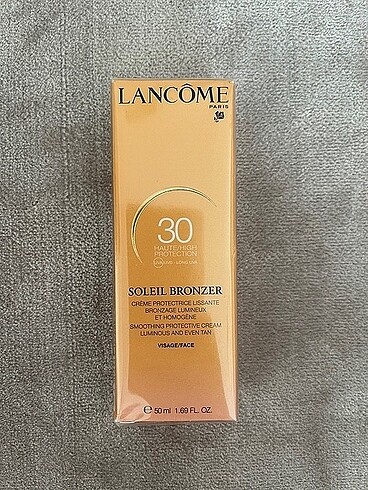 LANCÔME
PARIS
30
HAUTE/HIGH
PROTECTION
SOLEIL BRONZER
CRÈME PROTECTRICE LISSANTE
BRONZAGE LUMINEUX
ET HOMOGÈNE
SMOOTHING PROTECTIVE CREAM
LUMINOUS AND EVEN TAN
VISAGE/FACE
℮ 50 ml 1.69 FL. OZ.